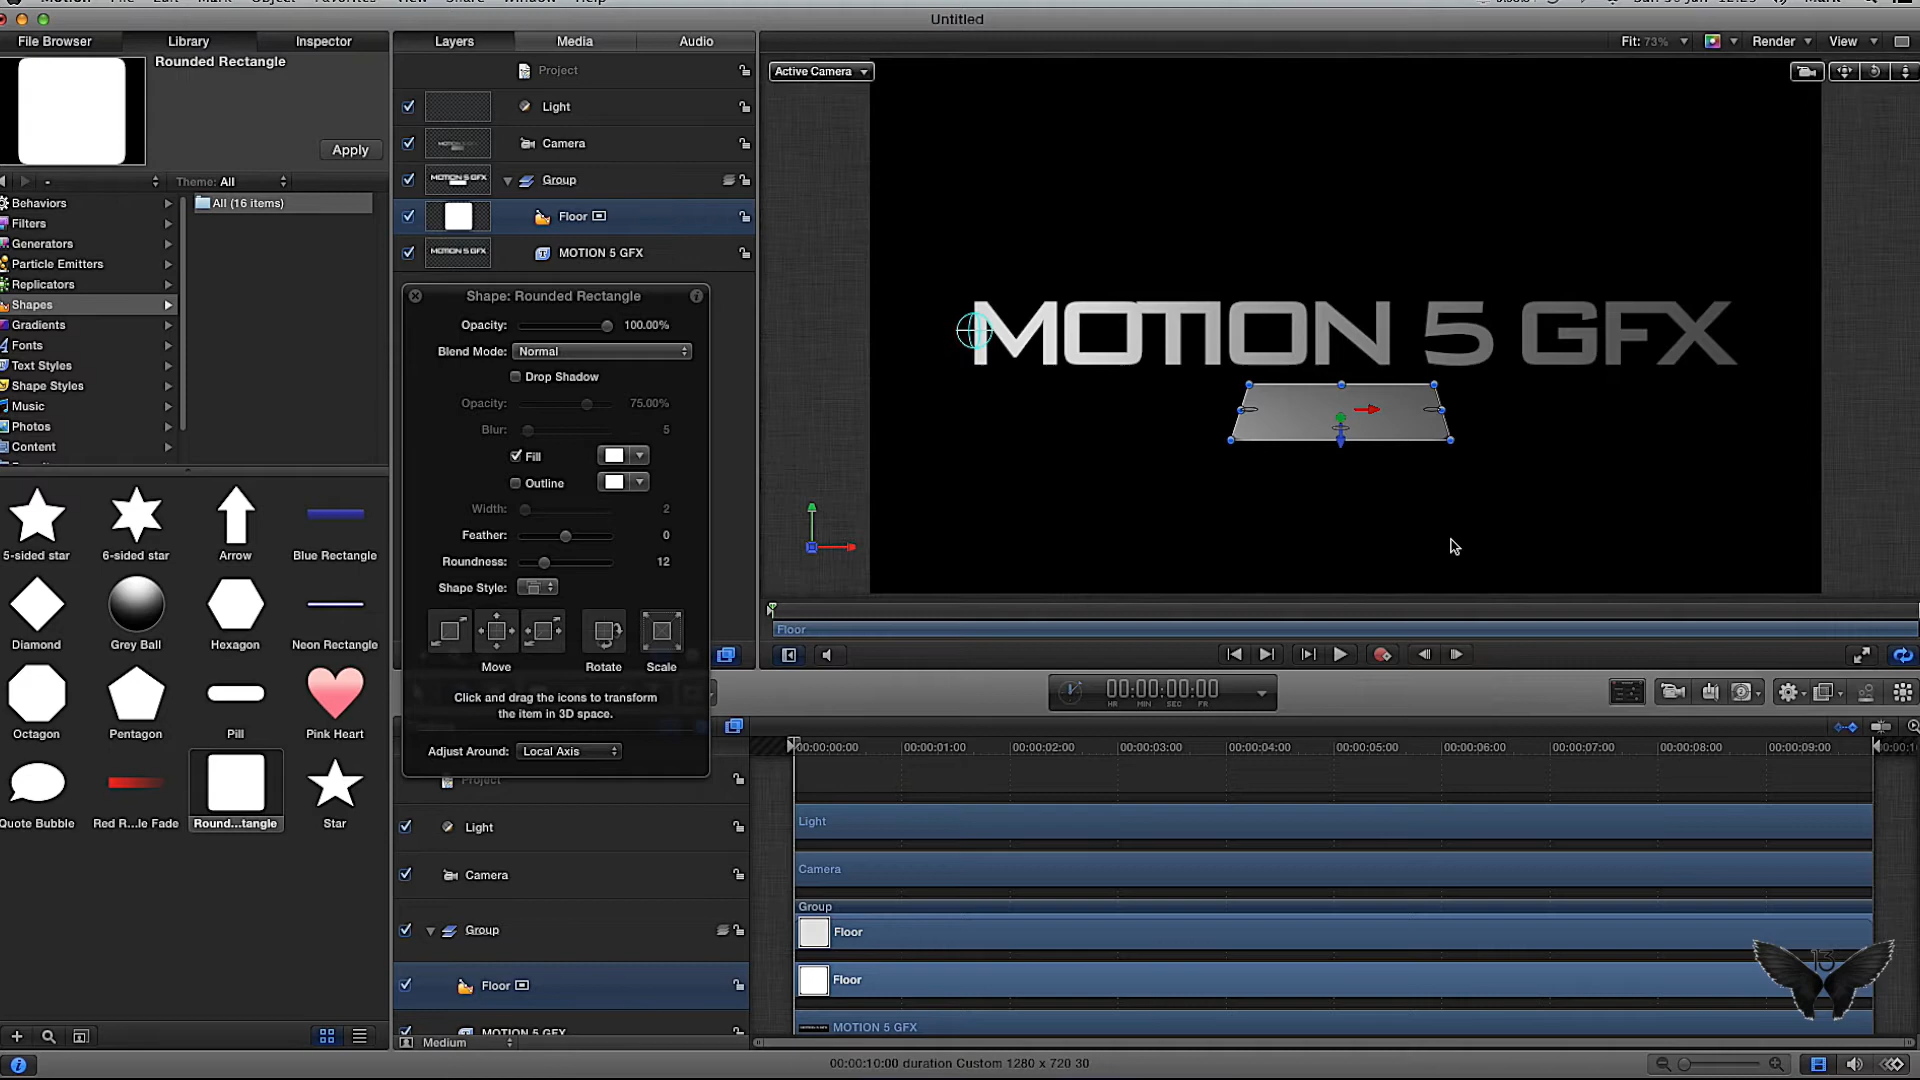 Untitled
File Browser
Library
Inspector
Layers
Media
Audio
Fit: 73%
Render
View
Rounded Rectangle
Apply
-
Theme: All
Behaviors
Filters
Generators
Particle Emitters
Replicators
Shapes
Gradients
Fonts
Text Styles
Shape Styles
Music
Photos
Content
All (16 items)
5-sided star
6-sided star
Arrow
Blue Rectangle
Diamond
Grey Ball
Hexagon
Neon Rectangle
Octagon
Pentagon
Pill
Pink Heart
Quote Bubble
Red R...le Fade
Round...tangle
Star
Project
Light
Camera
Group
Floor
MOTION 5 GFX
Shape: Rounded Rectangle
Opacity: 100.00%
Blend Mode: Normal
Drop Shadow
Opacity: 75.00%
Blur: 5
Fill
Outline
Width: 2
Feather: 0
Roundness: 12
Shape Style:
Move
Rotate
Scale
Click and drag the icons to transform
the item in 3D space.
Adjust Around: Local Axis
Active Camera
MOTION 5 GFX
Floor
00:00:00:00
HR MIN SEC FR
00:00:00:00
00:00:01:00
00:00:02:00
00:00:03:00
00:00:04:00
00:00:05:00
00:00:06:00
00:00:07:00
00:00:08:00
00:00:09:00
Project
Light
Camera
Group
Floor
MOTION 5 GFX
Medium
Light
Camera
Group
Floor
Floor
MOTION 5 GFX
13
00:00:10:00 duration Custom 1280 x 720 30